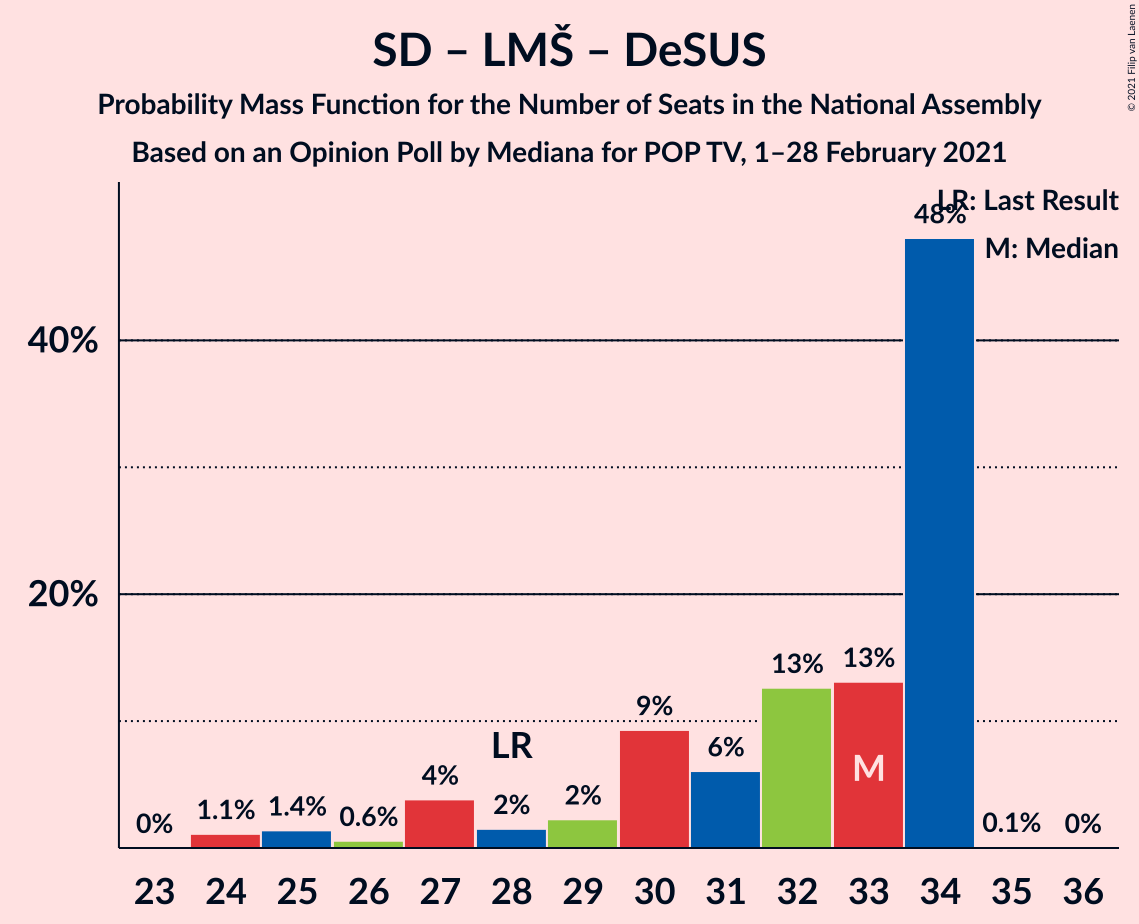 SD – LMŠ – DeSUS
Probability Mass Function for the Number of Seats in the National Assembly
Based on an Opinion Poll by Mediana for POP TV, 1–28 February 2021
© 2021 Filip van Laenen
LR: Last Result
M: Median
40%
20%
0%
1.1%
1.4%
0.6%
4%
2%
LR
2%
9%
6%
13%
13%
M
48%
0.1%
0%
23 24 25 26 27 28 29 30 31 32 33 34 35 36